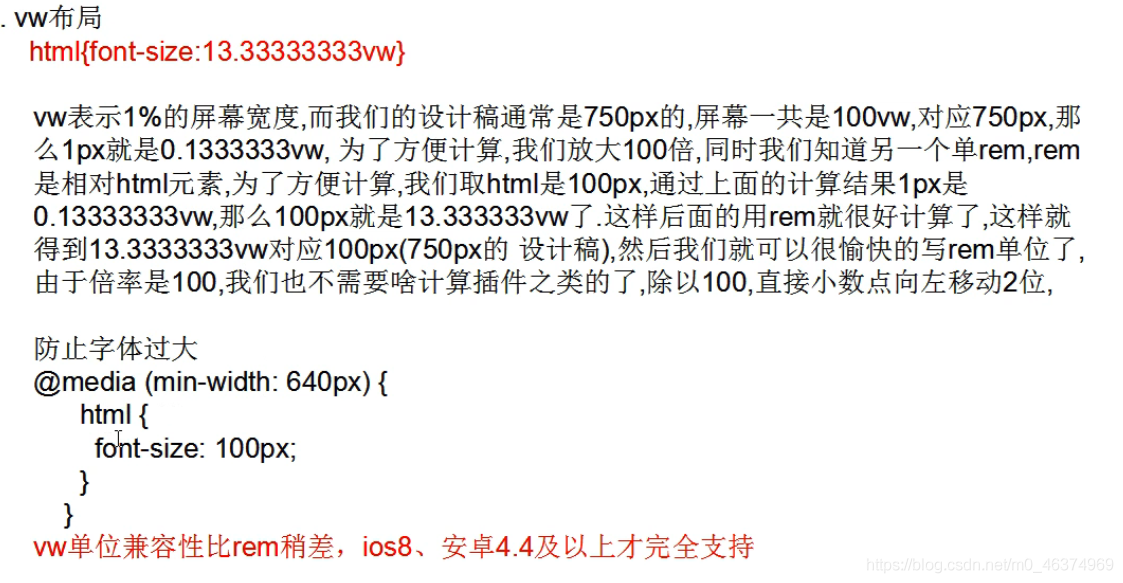 . vw布局
html{font-size:13.33333333vw}
vw表示1%的屏幕宽度,而我们的设计稿通常是750px的,屏幕一共是100vw,对应750px,那
么1px就是0.1333333vw, 为了方便计算,我们放大100倍,同时我们知道另一个单rem,rem
是相对html元素,为了方便计算,我们取html是100px,通过上面的计算结果1px是
0.13333333vw,那么100px就是13.333333vw了.这样后面的用rem就很好计算了,这样就
得到13.3333333vw对应100px(750px的 设计稿),然后我们就可以很愉快的写rem单位了,
由于倍率是100,我们也不需要啥计算插件之类的了,除以100,直接小数点向左移动2位,
防止字体过大
@media (min-width: 640px) {
html {
font-size: 100px;
}
}
vw单位兼容性比rem稍差，ios8、安卓4.4及以上才完全支持
https://blog.csdn.net/m0_46374969